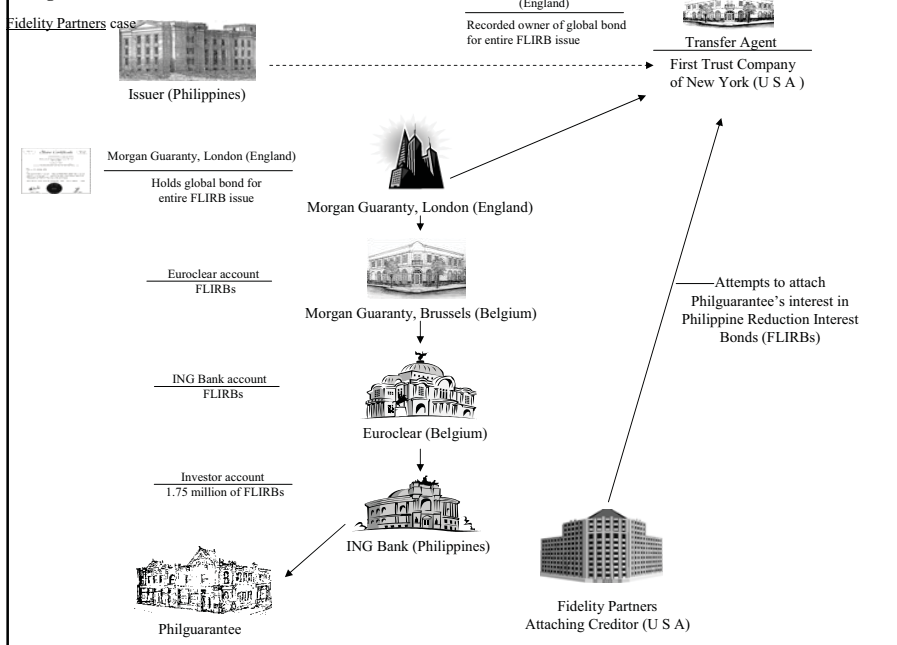 (England)
Recorded owner of global bond
for entire FLIRB issue
Fidelity Partners case
Transfer Agent
First Trust Company
of New York (U S A )
Issuer (Philippines)
Morgan Guaranty, London (England)
Holds global bond for
entire FLIRB issue
Morgan Guaranty, London (England)
Euroclear account
FLIRBs
Morgan Guaranty, Brussels (Belgium)
Attempts to attach
Philguarantee's interest in
Philippine Reduction Interest
Bonds (FLIRBs)
ING Bank account
FLIRBs
Euroclear (Belgium)
Investor account
1.75 million of FLIRBs
ING Bank (Philippines)
Philguarantee
Fidelity Partners
Attaching Creditor (U S A)